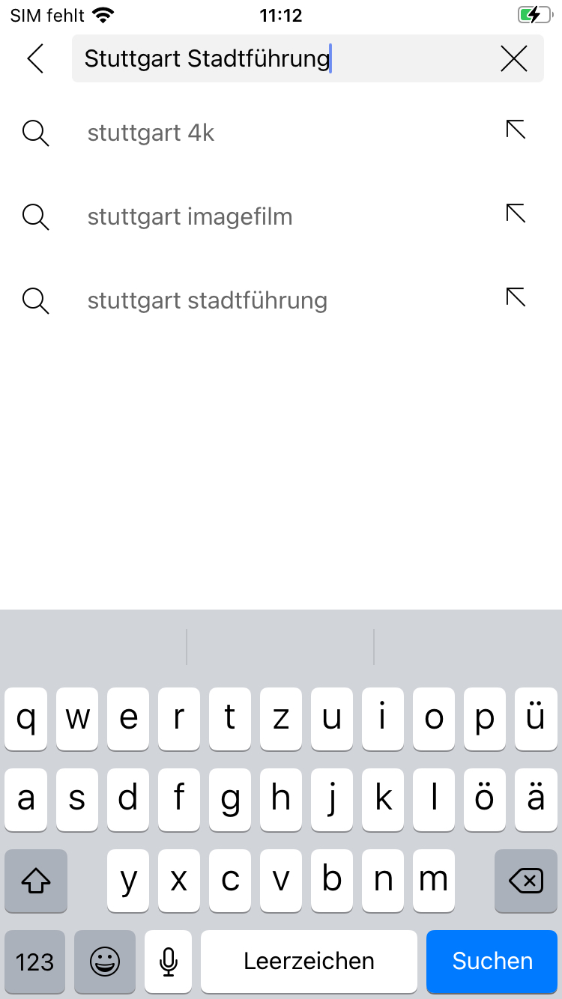 SIM fehlt 11:12
Stuttgart Stadtführung
stuttgart 4k
stuttgart imagefilm
stuttgart stadtführung
q w e r t z u i o p ü
a s d f g h j k l ö ä
y x c v b n m
123 Leerzeichen Suchen